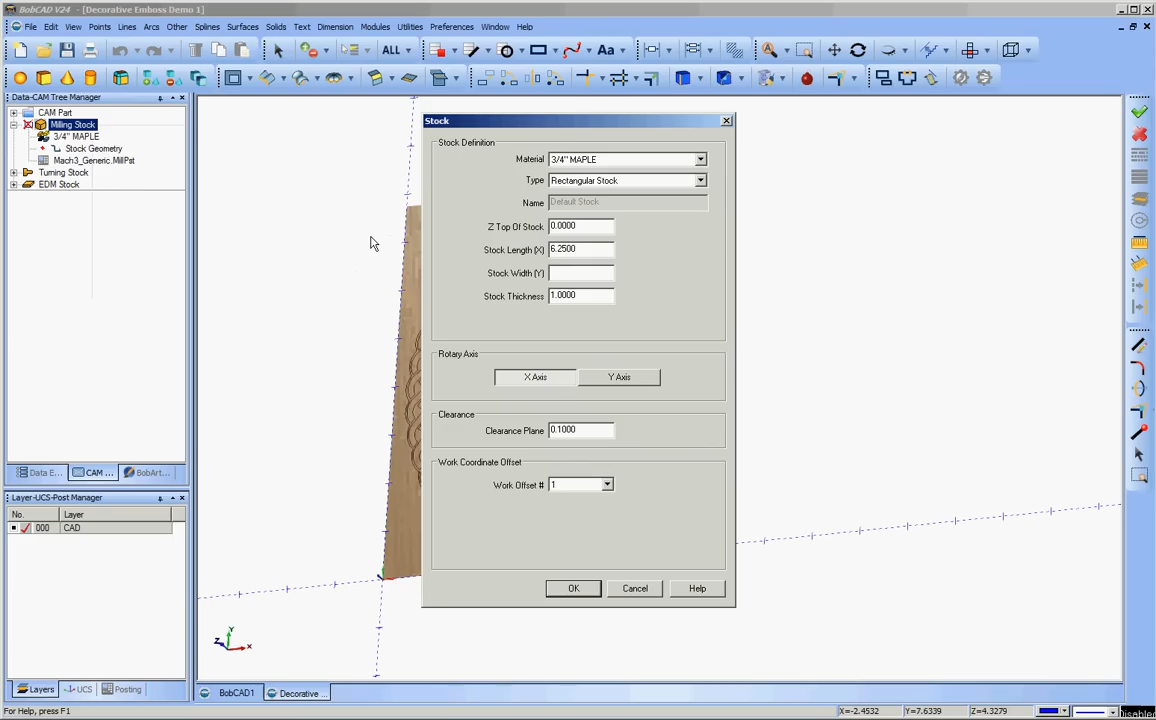 BobCAD V24 - [Decorative Emboss Demo 1]
File Edit View Points Lines Arcs Other Splines Surfaces Solids Text Dimension Modules Utilities Preferences Window Help
ALL
Aa
Data-CAM Tree Manager
CAM Part
Milling Stock
3/4" MAPLE
Stock Geometry
Mach3_Generic.MillPst
Turning Stock
EDM Stock
Data E...
CAM ...
BobArt...
Layer-UCS-Post Manager
No. Layer
000 CAD
Layers
UCS
Posting
Stock
Stock Definition
Material 3/4" MAPLE
Type Rectangular Stock
Name Default Stock
Z Top Of Stock 0.0000
Stock Length (X) 6.2500
Stock Width (Y)
Stock Thickness 1.0000
Rotary Axis
X Axis Y Axis
Clearance
Clearance Plane 0.1000
Work Coordinate Offset
Work Offset # 1
OK Cancel Help
Y
Z X
BobCAD1
Decorative ...
For Help, press F1
X=-2.4532 Y=7.6339 Z=4.3279
Disabled